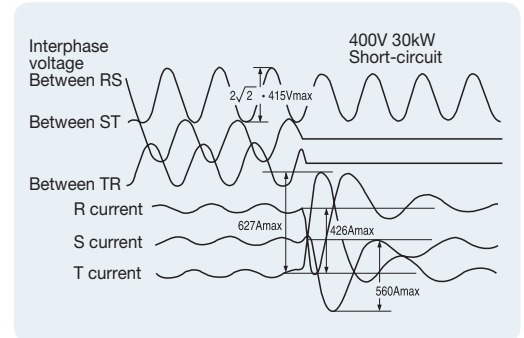 Interphase
voltage
Between RS
400V 30kW
Short-circuit
2√2 · 415Vmax
Between ST
Between TR
R current
627Amax
426Amax
S current
T current
560Amax